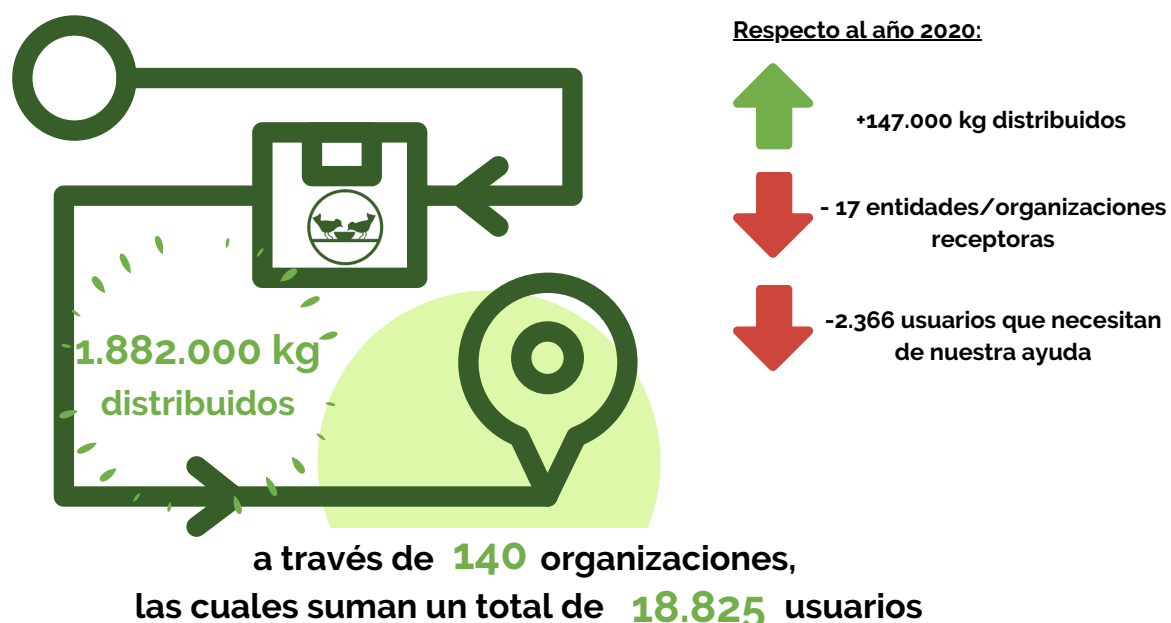 Respecto al año 2020:
+147.000 kg distribuidos
- 17 entidades/organizaciones
receptoras
-2.366 usuarios que necesitan
de nuestra ayuda
1.882.000 kg
distribuidos
a través de 140 organizaciones,
las cuales suman un total de 18.825 usuarios